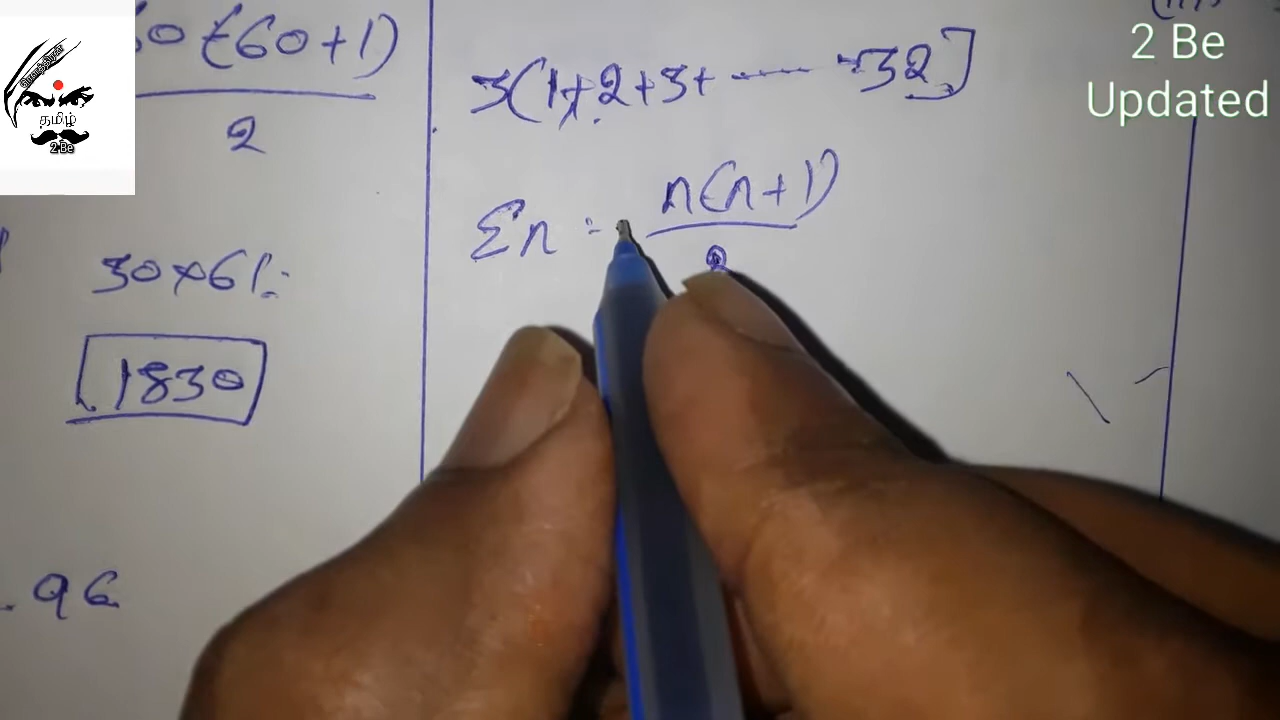 60(60+1)
2
30×61=
1830
. 96
3(1+2+3+ ------ +32]
Σn = n(n+1)
2
2 Be
Updated
தமிழ்
2 Be